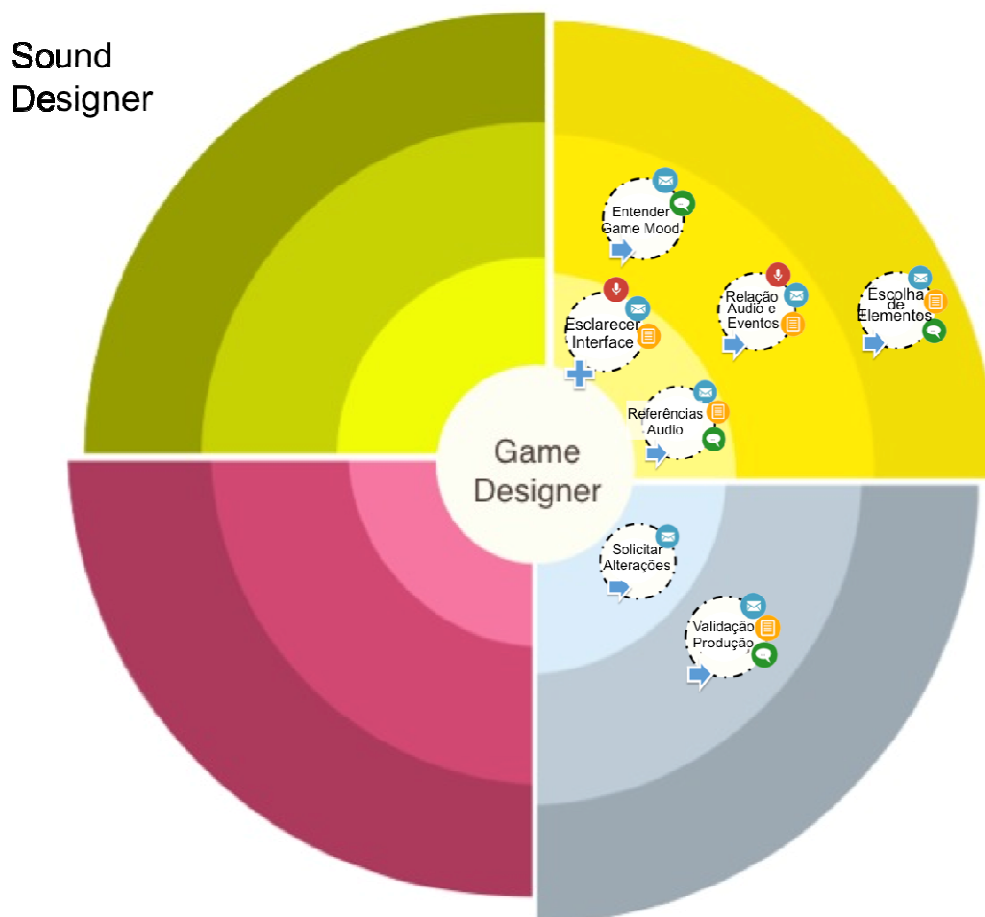 Sound
Designer
Entender
Game Mood
Relação
Audio e
Eventos
Escolha
de
Elementos
Esclarecer
Interface
Referências
Audio
Game
Designer
Solicitar
Alterações
Validação
Produção